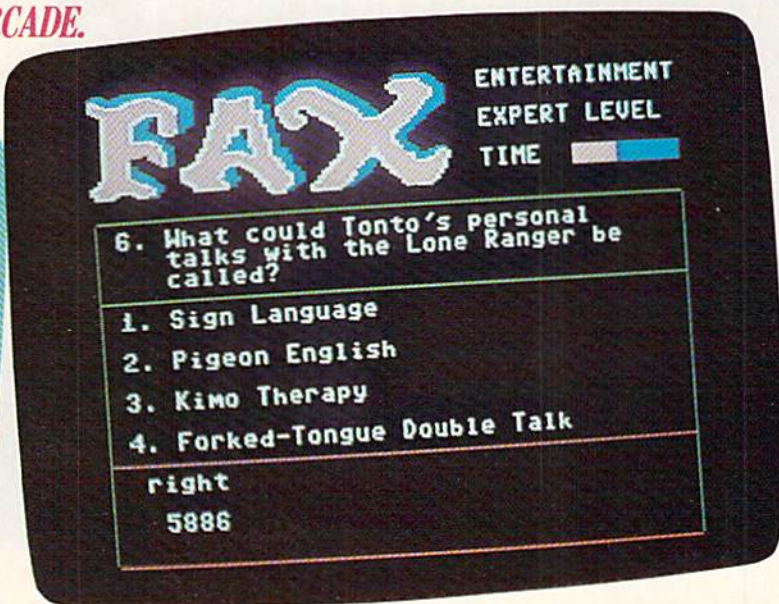 FAX
ENTERTAINMENT
EXPERT LEVEL
TIME
6. What could Tonto's personal
talks with the Lone Ranger be
called?
1. Sign Language
2. Pigeon English
3. Kimo Therapy
4. Forked-Tongue Double Talk
right
5886